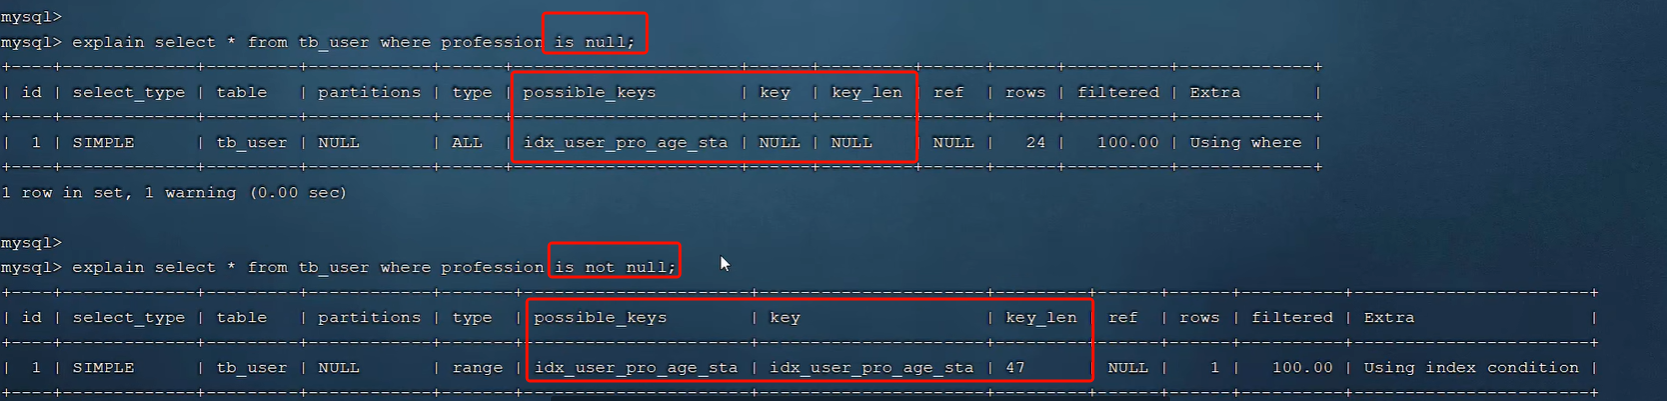 mysql>
mysql> explain select * from tb_user where profession is null;
+----+-------------+---------+------------+------+----------------------+------+---------+------+------+----------+-------------+
| id | select_type | table   | partitions | type | possible_keys        | key  | key_len | ref  | rows | filtered | Extra       |
+----+-------------+---------+------------+------+----------------------+------+---------+------+------+----------+-------------+
|  1 | SIMPLE      | tb_user | NULL       | ALL  | idx_user_pro_age_sta | NULL | NULL    | NULL |   24 |   100.00 | Using where |
+----+-------------+---------+------------+------+----------------------+------+---------+------+------+----------+-------------+
1 row in set, 1 warning (0.00 sec)
mysql>
mysql> explain select * from tb_user where profession is not null;
+----+-------------+---------+------------+-------+----------------------+----------------------+---------+------+------+----------+-----------------------+
| id | select_type | table   | partitions | type  | possible_keys        | key                  | key_len | ref  | rows | filtered | Extra                 |
+----+-------------+---------+------------+-------+----------------------+----------------------+---------+------+------+----------+-----------------------+
|  1 | SIMPLE      | tb_user | NULL       | range | idx_user_pro_age_sta | idx_user_pro_age_sta | 47      | NULL |    1 |   100.00 | Using index condition |
+----+-------------+---------+------------+-------+----------------------+----------------------+---------+------+------+----------+-----------------------+